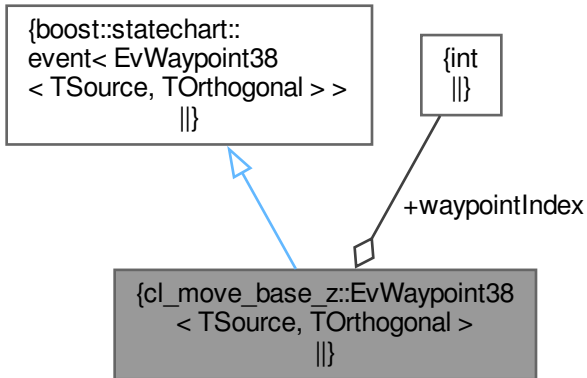 {boost::statechart::
event< EvWaypoint38
< TSource, TOrthogonal > >
||}
{int
||}
+waypointIndex
{cl_move_base_z::EvWaypoint38
< TSource, TOrthogonal >
||}